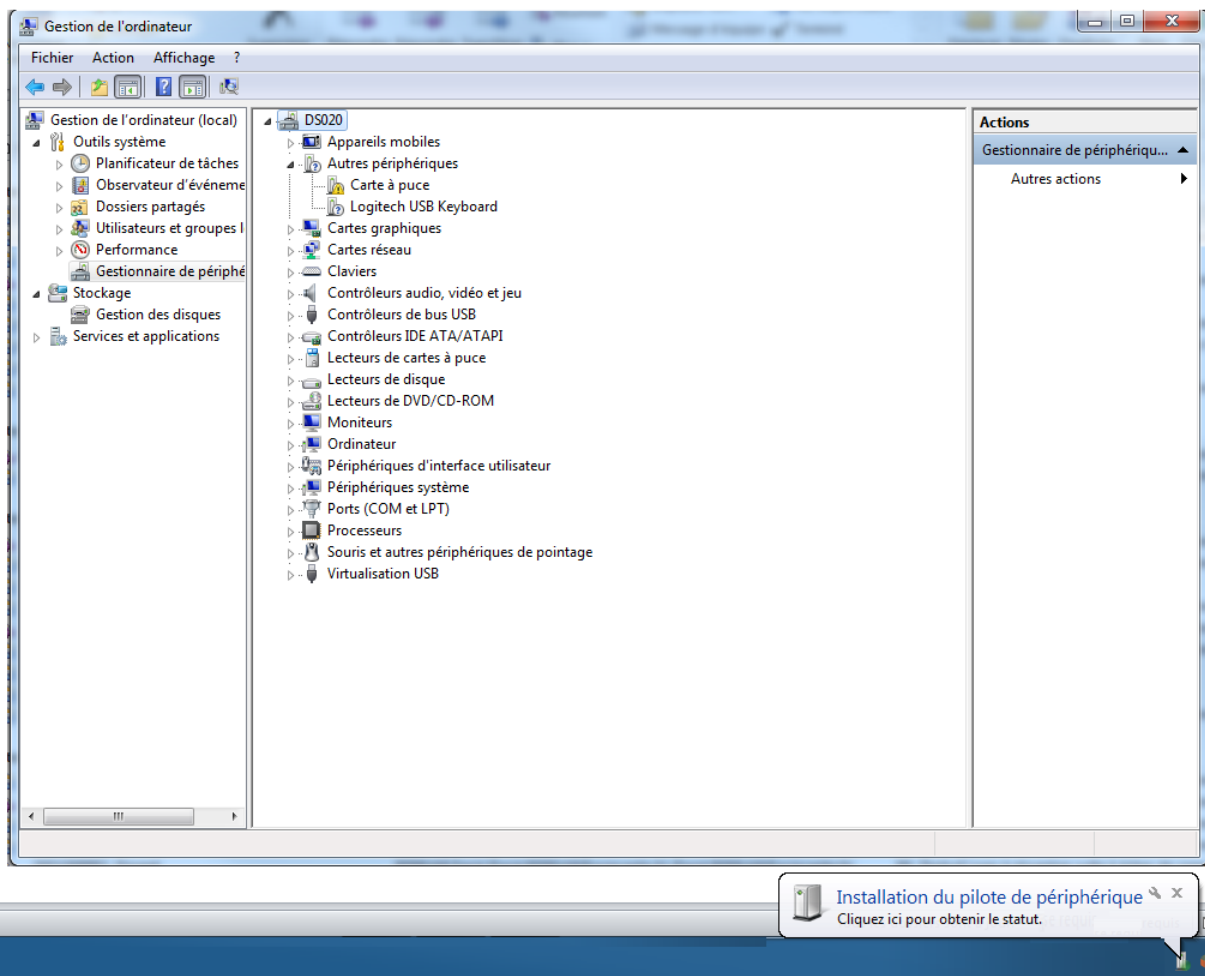 Gestion de l'ordinateur
Fichier Action Affichage ?
Gestion de l'ordinateur (local)
Outils système
Planificateur de tâches
Observateur d'événeme
Dossiers partagés
Utilisateurs et groupes l
Performance
Gestionnaire de périphé
Stockage
Gestion des disques
Services et applications
DS020
Appareils mobiles
Autres périphériques
Carte à puce
Logitech USB Keyboard
Cartes graphiques
Cartes réseau
Claviers
Contrôleurs audio, vidéo et jeu
Contrôleurs de bus USB
Contrôleurs IDE ATA/ATAPI
Lecteurs de cartes à puce
Lecteurs de disque
Lecteurs de DVD/CD-ROM
Moniteurs
Ordinateur
Périphériques d'interface utilisateur
Périphériques système
Ports (COM et LPT)
Processeurs
Souris et autres périphériques de pointage
Virtualisation USB
Actions
Gestionnaire de périphériqu...
Autres actions
Installation du pilote de périphérique
Cliquez ici pour obtenir le statut.